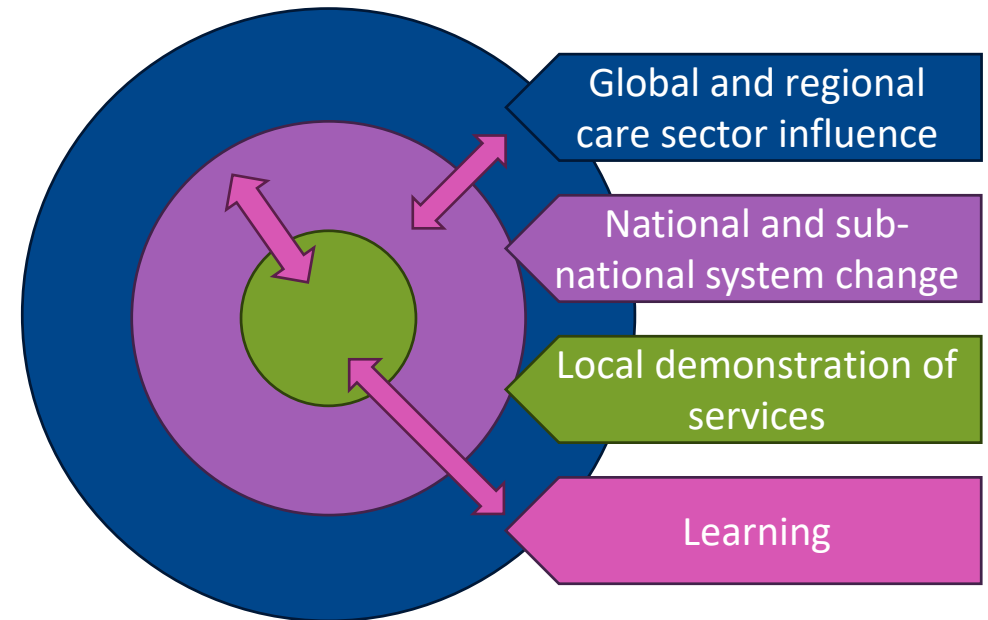 Global and regional
care sector influence
National and sub-
national system change
Local demonstration of
services
Learning